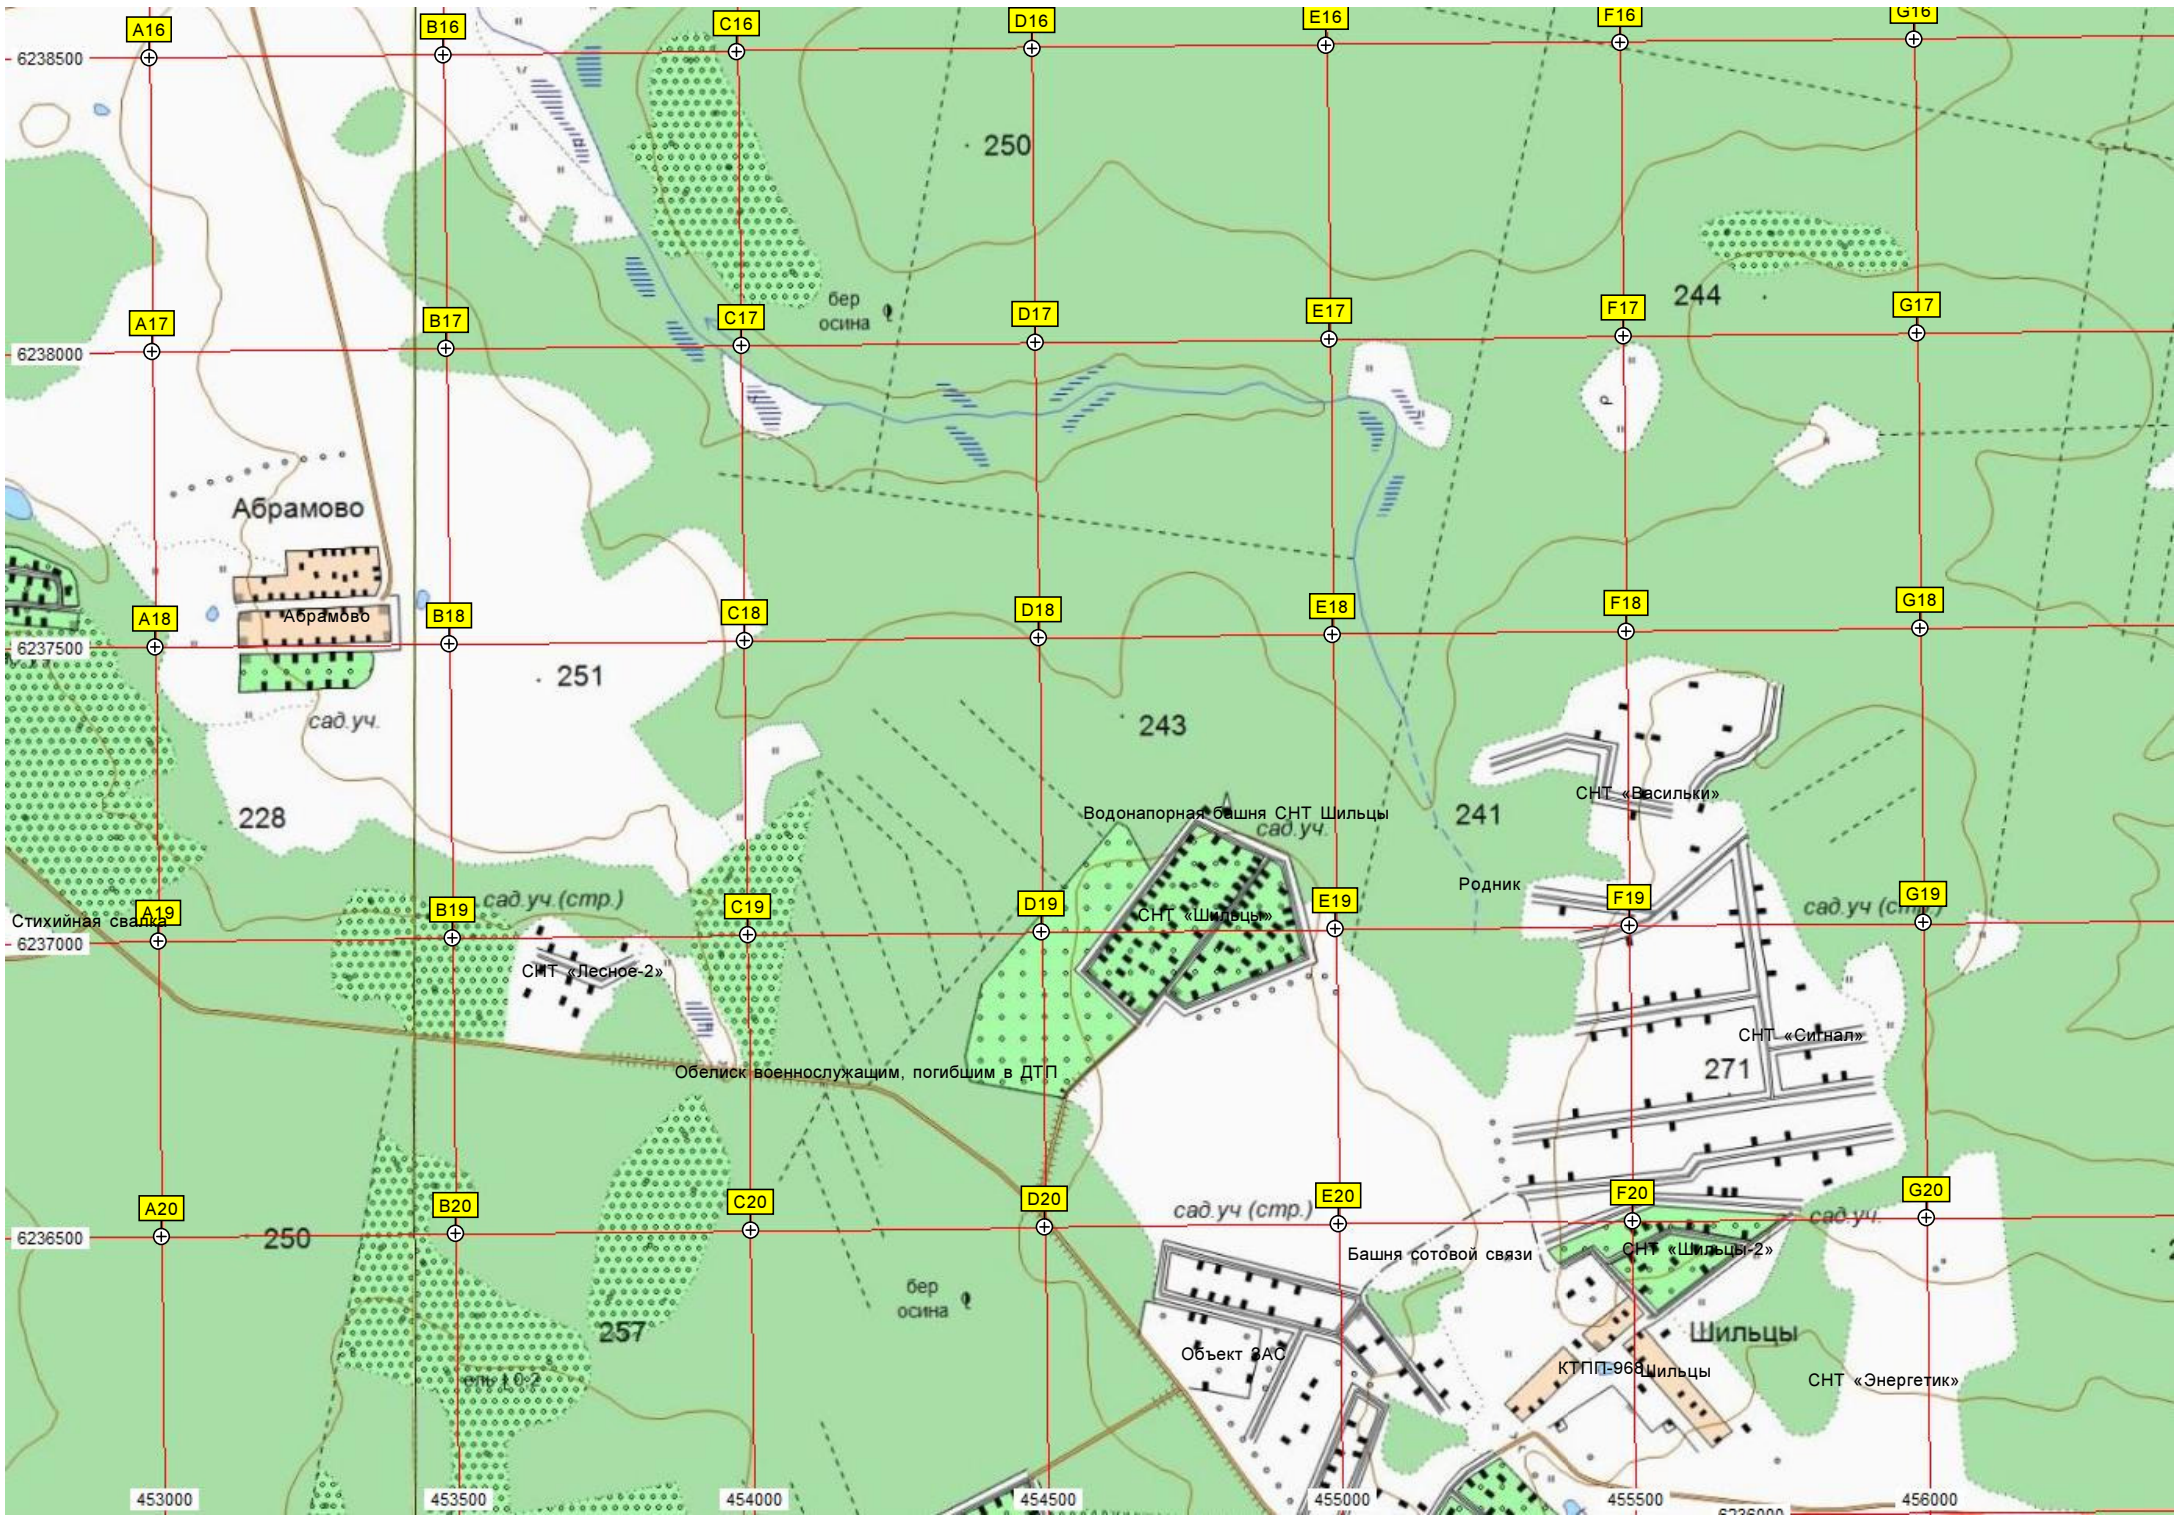 A16
B16
C16
D16
E16
F16
G16
6238500
250
бер
осина
244
A17
B17
C17
D17
E17
F17
G17
6238000
Абрамово
Абрамово
A18
B18
C18
D18
E18
F18
G18
6237500
251
сад.уч.
243
228
241
СНТ «Васильки»
Водонапорная башня СНТ Шильцы
сад.уч.
Родник
сад.уч (стр.)
СНТ «Шильцы»
Стихийная свалка
A19
B19
C19
D19
E19
F19
G19
6237000
СНТ «Лесное-2»
СНТ «Сигнал»
271
Обелиск военнослужащим, погибшим в ДТП
A20
B20
C20
D20
E20
F20
G20
сад.уч (стр.)
сад.уч.
6236500
250
Башня сотовой связи
СНТ «Шильцы-2»
бер
осина
257
Шильцы
Объект ЗАС
КТПП-968
Шильцы
СНТ «Энергетик»
453000
453500
454000
454500
455000
455500
456000
6236000